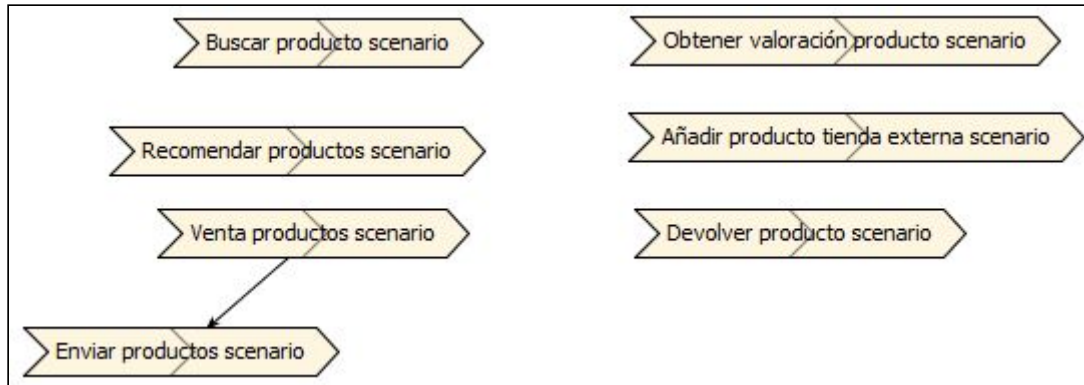 Buscar producto scenario
Obtener valoración producto scenario
Recomendar productos scenario
Añadir producto tienda externa scenario
Venta productos scenario
Devolver producto scenario
Enviar productos scenario